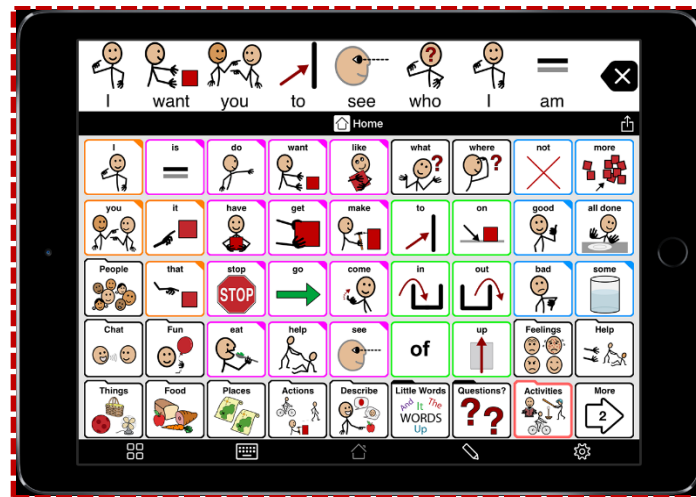 I want you to see who I am
Home
I is do want like what where not more
you it have get make to on good all done
People that stop STOP go come in out bad some
Chat Fun eat help see of up Feelings Help
Things Food Places Actions Describe Little Words Questions? Activities More
And It The
WORDS
Up
?? 2